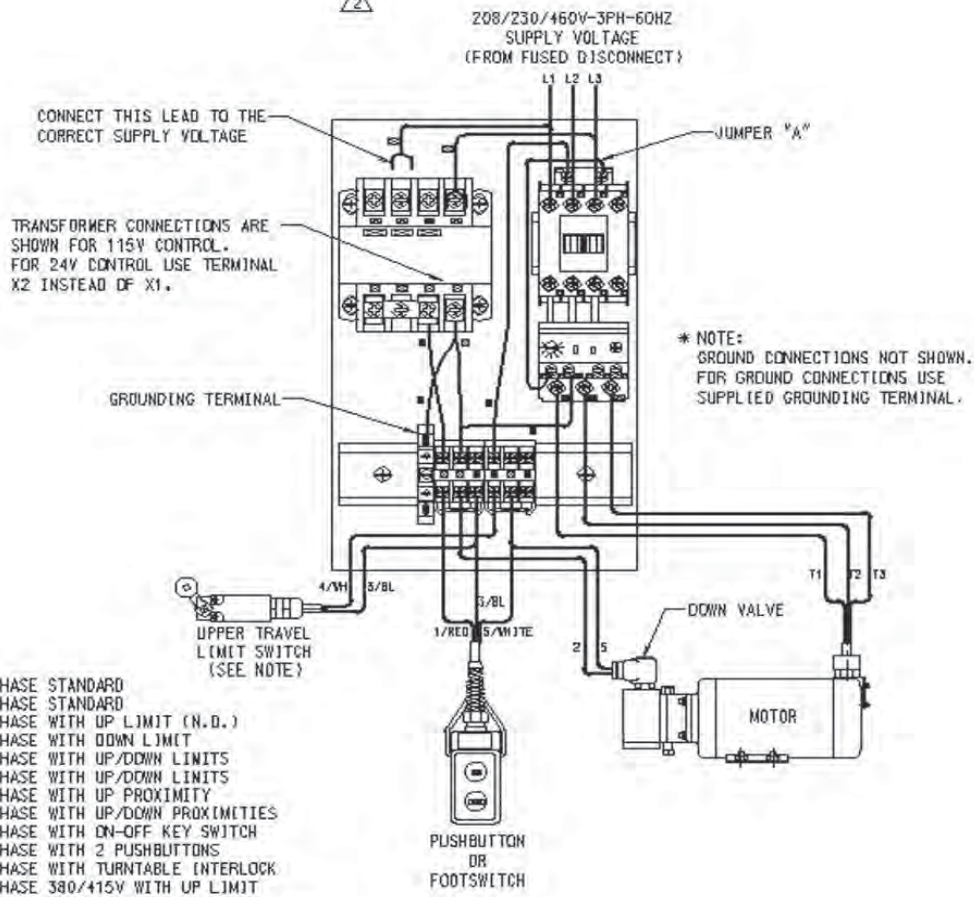 2
208/230/460V-3PH-60HZ
SUPPLY VOLTAGE
(FROM FUSED DISCONNECT)
L1 L2 L3
CONNECT THIS LEAD TO THE
CORRECT SUPPLY VOLTAGE
JUMPER "A"
TRANSFORMER CONNECTIONS ARE
SHOWN FOR 115V CONTROL.
FOR 24V CONTROL USE TERMINAL
X2 INSTEAD OF X1.
* NOTE:
GROUND CONNECTIONS NOT SHOWN.
FOR GROUND CONNECTIONS USE
SUPPLIED GROUNDING TERMINAL.
GROUNDING TERMINAL
4/WH 3/BL
T1 T2 T3
3/BL
1/RED 5/WHITE
2 5
DOWN VALVE
UPPER TRAVEL
LIMIT SWITCH
(SEE NOTE)
MOTOR
HASE STANDARD
HASE STANDARD
HASE WITH UP LIMIT (N.O.)
HASE WITH DOWN LIMIT
HASE WITH UP/DOWN LIMITS
HASE WITH UP/DOWN LIMITS
HASE WITH UP PROXIMITY
HASE WITH UP/DOWN PROXIMITIES
HASE WITH ON-OFF KEY SWITCH
HASE WITH 2 PUSHBUTTONS
HASE WITH TURNTABLE INTERLOCK
HASE 380/415V WITH UP LIMIT
PUSHBUTTON
OR
FOOTSWITCH